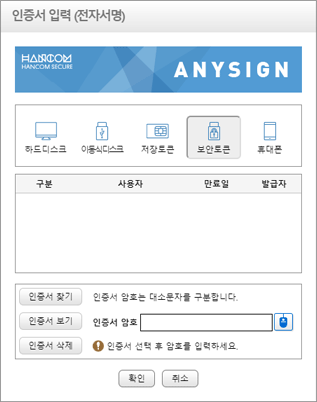 인증서 입력 (전자서명)
HANCOM
HANCOM SECURE
ANYSIGN
하드디스크 이동식디스크 저장토큰 보안토큰 휴대폰
구분 사용자 만료일 발급자
인증서 찾기 인증서 암호는 대소문자를 구분합니다.
인증서 보기 인증서 암호
인증서 삭제 인증서 선택 후 암호를 입력하세요.
확인 취소